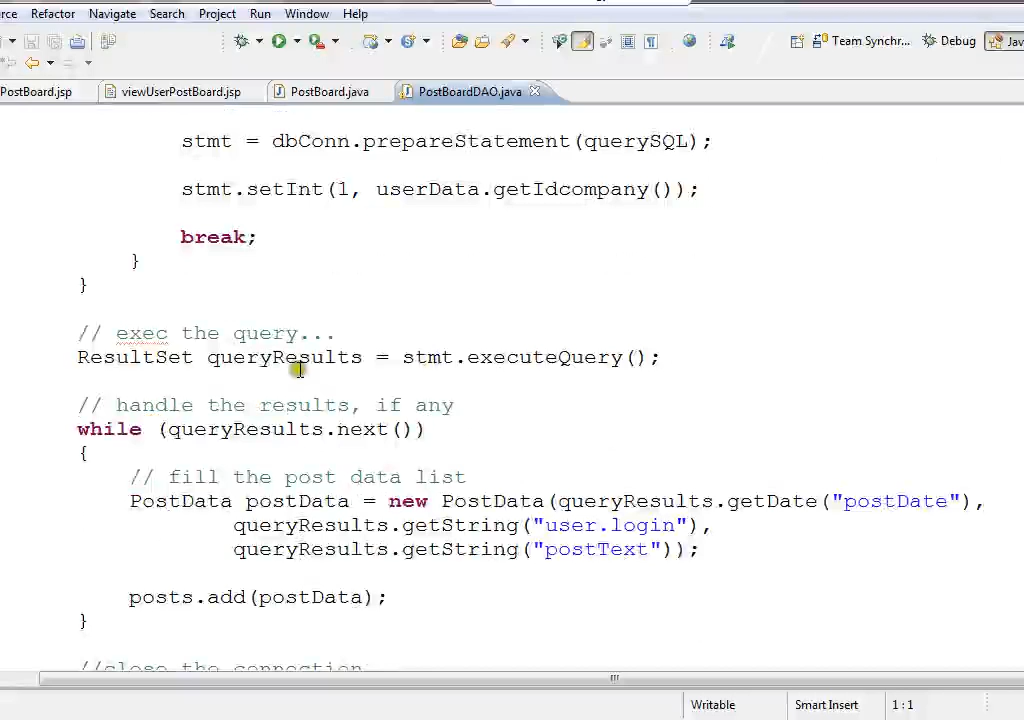 rce Refactor Navigate Search Project Run Window Help
Team Synchr... Debug Jav
PostBoard.jsp viewUserPostBoard.jsp PostBoard.java PostBoardDAO.java
stmt = dbConn.prepareStatement(querySQL);
stmt.setInt(1, userData.getIdcompany());
break;
}
}
// exec the query...
ResultSet queryResults = stmt.executeQuery();
// handle the results, if any
while (queryResults.next())
{
// fill the post data list
PostData postData = new PostData(queryResults.getDate("postDate"),
queryResults.getString("user.login"),
queryResults.getString("postText"));
posts.add(postData);
}
//close the connection
Writable Smart Insert 1 : 1